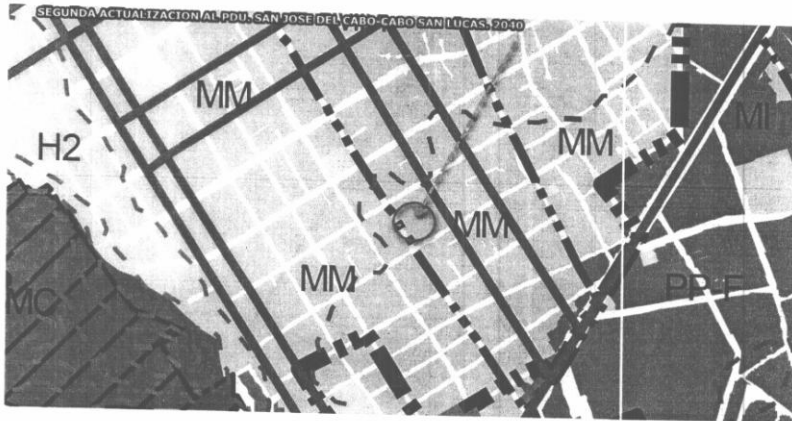 SEGUNDA ACTUALIZACION AL PDU. SAN JOSE DEL CABO-CABO SAN LUCAS. 2040
MM
MI
H2
MM
MM
MM
MC
PP-F